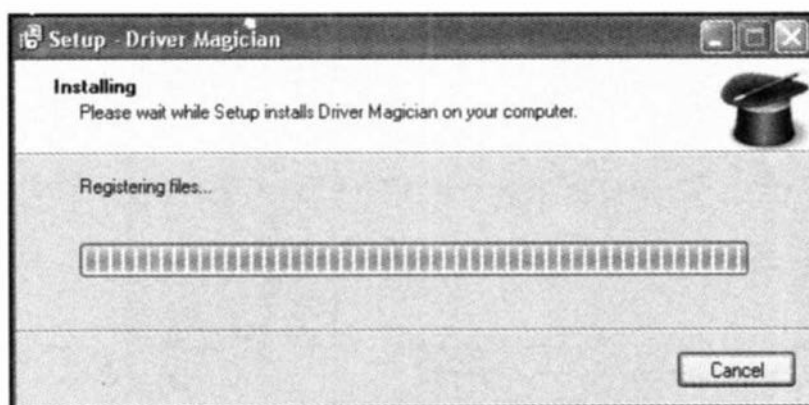 Setup - Driver Magician
Installing
Please wait while Setup installs Driver Magician on your computer.
Registering files...
Cancel